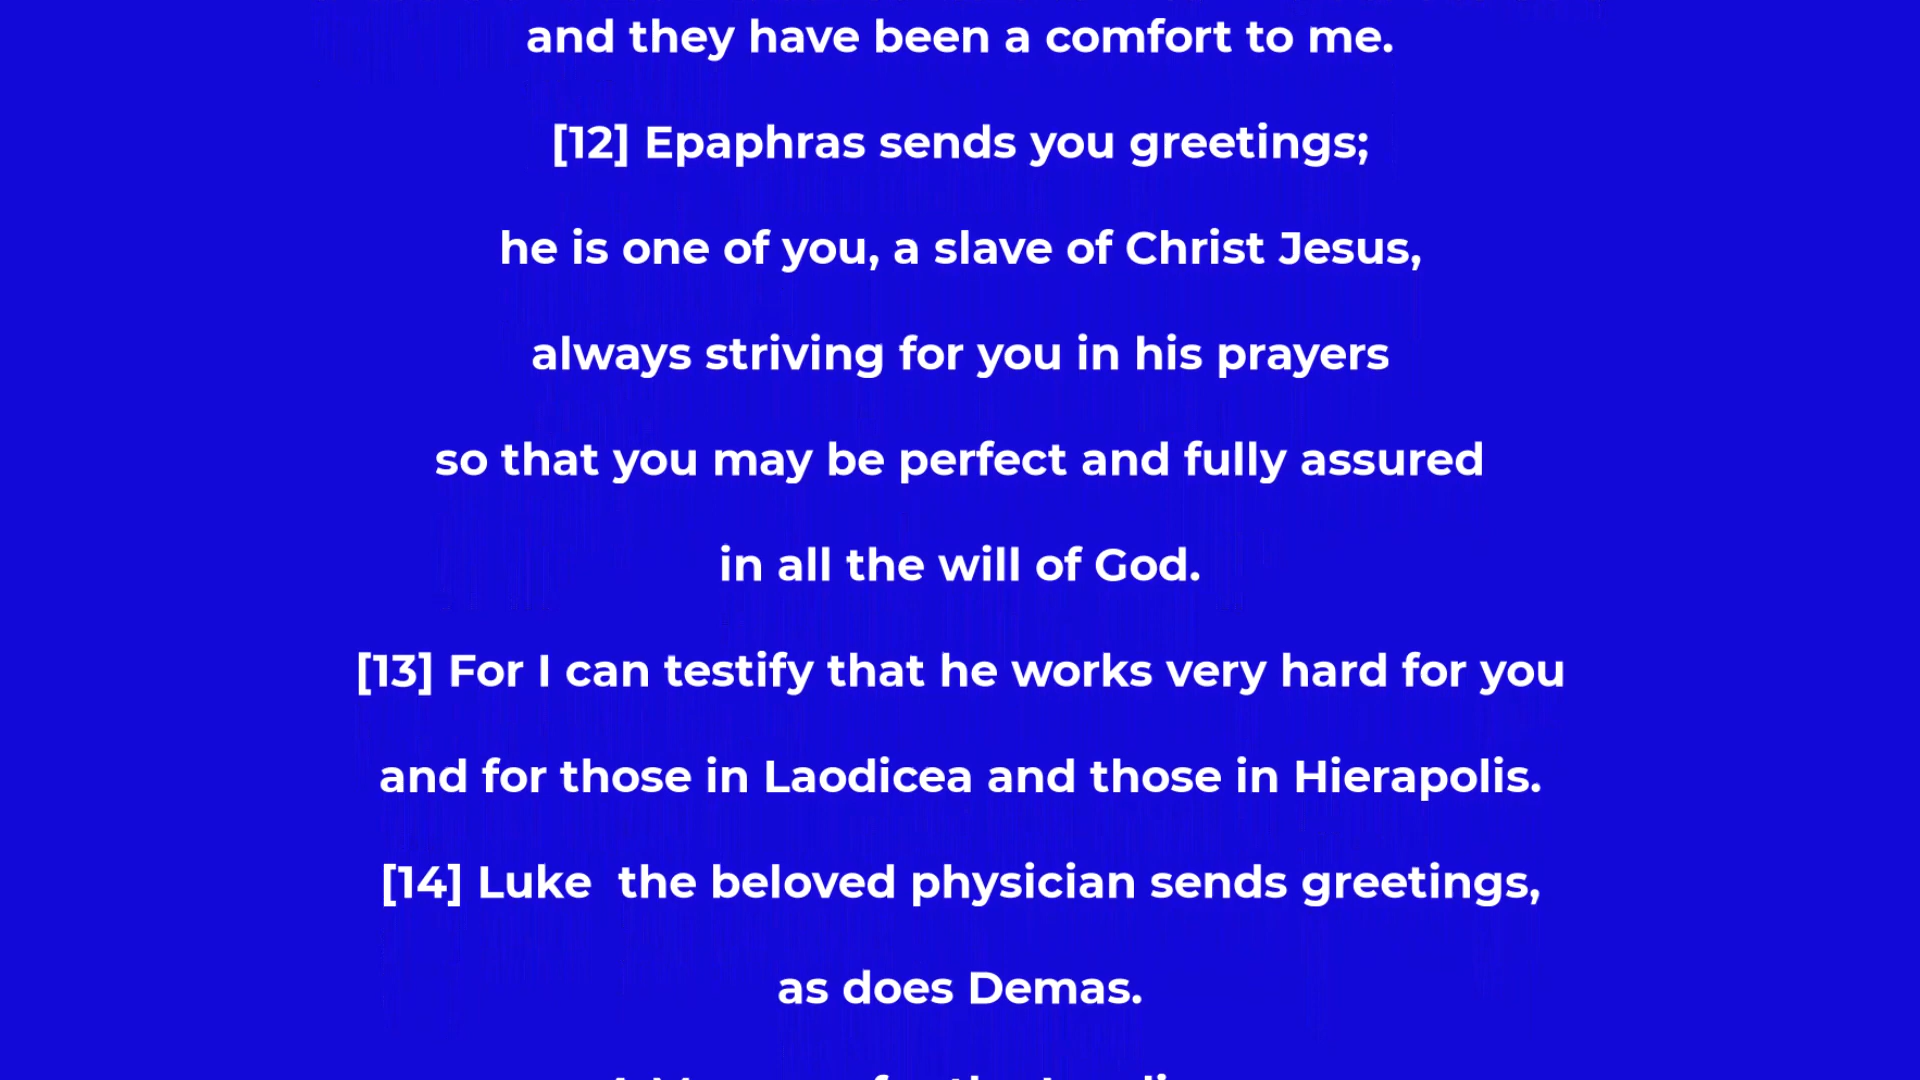 and they have been a comfort to me.
[12] Epaphras sends you greetings;
he is one of you, a slave of Christ Jesus,
always striving for you in his prayers
so that you may be perfect and fully assured
in all the will of God.
[13] For I can testify that he works very hard for you
and for those in Laodicea and those in Hierapolis.
[14] Luke  the beloved physician sends greetings,
as does Demas.